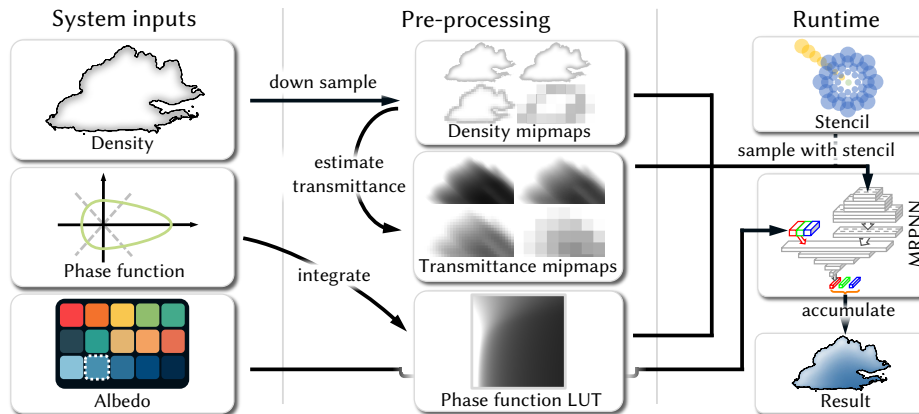 System inputs
Pre-processing
Runtime
Density
down sample
Density mipmaps
Stencil
estimate
transmittance
sample with stencil
Phase function
integrate
Transmittance mipmaps
MRPNN
accumulate
Albedo
Phase function LUT
Result